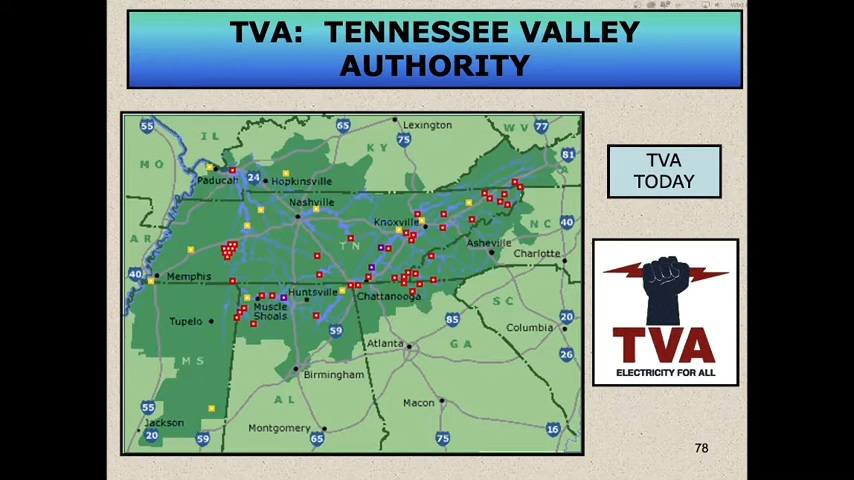 TVA: TENNESSEE VALLEY
AUTHORITY
55
IL
65
Lexington
WV
77
75
KY
81
MO
Paducah
24
Hopkinsville
VA
Nashville
NC
AR
Knoxville
40
TN
Asheville
Charlotte
40
Memphis
Huntsville
Chattanooga
SC
Muscle
Shoals
Tupelo
59
85
20
Columbia
MS
Atlanta
GA
26
Birmingham
AL
55
Macon
Jackson
20
59
Montgomery
65
75
16
TVA
TODAY
TVA
ELECTRICITY FOR ALL
78